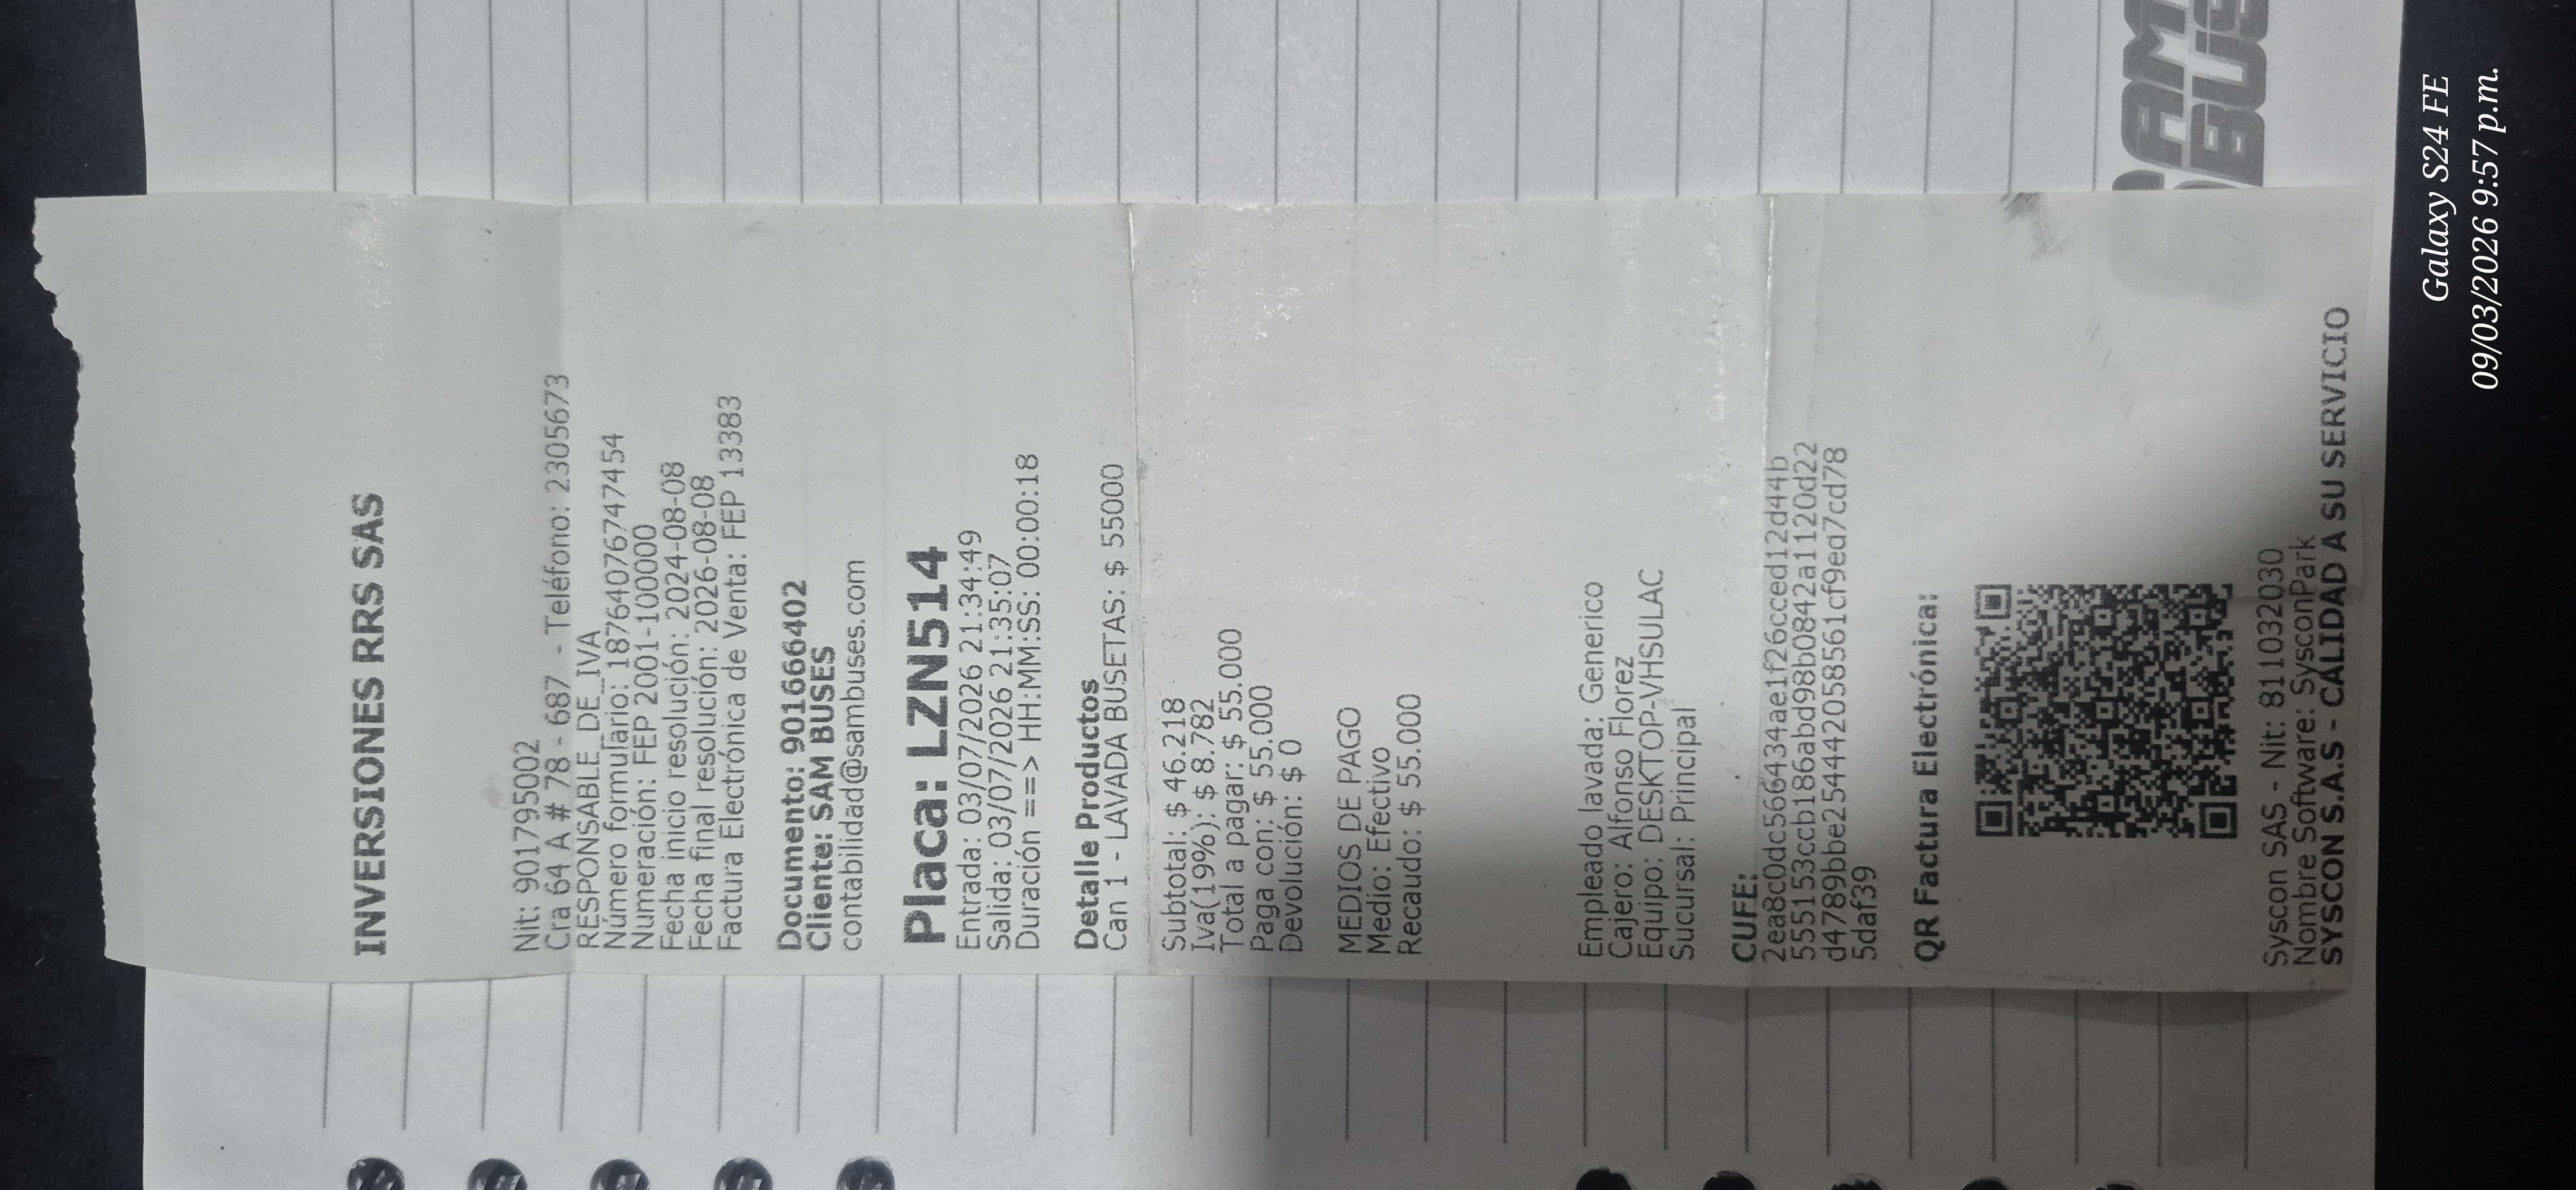 INVERSIONES RRS SAS
Nit: 901795002
Cra 64 A # 78 - 687 - Teléfono: 2305673
RESPONSABLE_DE_IVA
Número formulario: 18764076747454
Numeración: FEP 2001-100000
Fecha inicio resolución: 2024-08-08
Fecha final resolución: 2026-08-08
Factura Electrónica de Venta: FEP 13383
Documento: 901666402
Cliente: SAM BUSES
contabilidad@sambuses.com
Placa: LZN514
Entrada: 03/07/2026 21:34:49
Salida: 03/07/2026 21:35:07
Duración ==> HH:MM:SS: 00:00:18
Detalle Productos
Can 1 - LAVADA BUSETAS: $ 55000
Subtotal: $ 46.218
Iva(19%): $ 8.782
Total a pagar: $ 55.000
Paga con: $ 55.000
Devolución: $ 0
MEDIOS DE PAGO
Medio: Efectivo
Recaudo: $ 55.000
Empleado lavada: Generico
Cajero: Alfonso Florez
Equipo: DESKTOP-VHSULAC
Sucursal: Principal
CUFE:
2ea8c0dc566434ae1f26cced12d44b
555153ccb186abd98b0842a1120d22
d4789bbe25444205858561cf9ed7cd78
5daf39
QR Factura Electrónica:
Syscon SAS - Nit: 811032030
Nombre Software: SysconPark
SYSCON S.A.S - CALIDAD A SU SERVICIO
Galaxy S24 FE
09/03/2026 9:57 p.m.